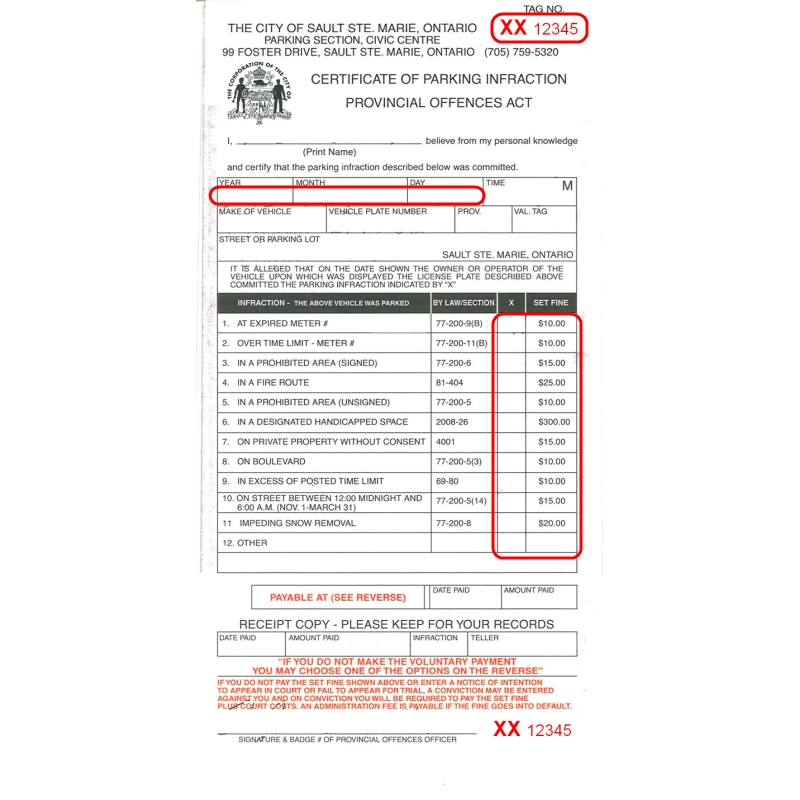 TAG NO.
XX 12345
THE CITY OF SAULT STE. MARIE, ONTARIO
PARKING SECTION, CIVIC CENTRE
99 FOSTER DRIVE, SAULT STE. MARIE, ONTARIO (705) 759-5320
THE CORPORATION OF THE CITY OF
CERTIFICATE OF PARKING INFRACTION
PROVINCIAL OFFENCES ACT
I, believe from my personal knowledge
(Print Name)
and certify that the parking infraction described below was committed.
YEAR MONTH DAY TIME M
MAKE OF VEHICLE VEHICLE PLATE NUMBER PROV. VAL. TAG
STREET OR PARKING LOT
SAULT STE. MARIE, ONTARIO
IT IS ALLEGED THAT ON THE DATE SHOWN THE OWNER OR OPERATOR OF THE
VEHICLE UPON WHICH WAS DISPLAYED THE LICENSE PLATE DESCRIBED ABOVE
COMMITTED THE PARKING INFRACTION INDICATED BY "X"
INFRACTION - THE ABOVE VEHICLE WAS PARKED BY LAW/SECTION X SET FINE
1. AT EXPIRED METER # 77-200-9(B) $10.00
2. OVER TIME LIMIT - METER # 77-200-11(B) $10.00
3. IN A PROHIBITED AREA (SIGNED) 77-200-6 $15.00
4. IN A FIRE ROUTE 81-404 $25.00
5. IN A PROHIBITED AREA (UNSIGNED) 77-200-5 $10.00
6. IN A DESIGNATED HANDICAPPED SPACE 2008-26 $300.00
7. ON PRIVATE PROPERTY WITHOUT CONSENT 4001 $15.00
8. ON BOULEVARD 77-200-5(3) $10.00
9. IN EXCESS OF POSTED TIME LIMIT 69-80 $10.00
10. ON STREET BETWEEN 12:00 MIDNIGHT AND
6:00 A.M. (NOV. 1-MARCH 31) 77-200-5(14) $15.00
11 IMPEDING SNOW REMOVAL 77-200-8 $20.00
12. OTHER
PAYABLE AT (SEE REVERSE) DATE PAID AMOUNT PAID
RECEIPT COPY - PLEASE KEEP FOR YOUR RECORDS
DATE PAID AMOUNT PAID INFRACTION TELLER
"IF YOU DO NOT MAKE THE VOLUNTARY PAYMENT
YOU MAY CHOOSE ONE OF THE OPTIONS ON THE REVERSE"
IF YOU DO NOT PAY THE SET FINE SHOWN ABOVE OR ENTER A NOTICE OF INTENTION
TO APPEAR IN COURT OR FAIL TO APPEAR FOR TRIAL, A CONVICTION MAY BE ENTERED
AGAINST YOU AND ON CONVICTION YOU WILL BE REQUIRED TO PAY THE SET FINE
PLUS COURT COSTS. AN ADMINISTRATION FEE IS PAYABLE IF THE FINE GOES INTO DEFAULT.
XX 12345
SIGNATURE & BADGE # OF PROVINCIAL OFFENCES OFFICER